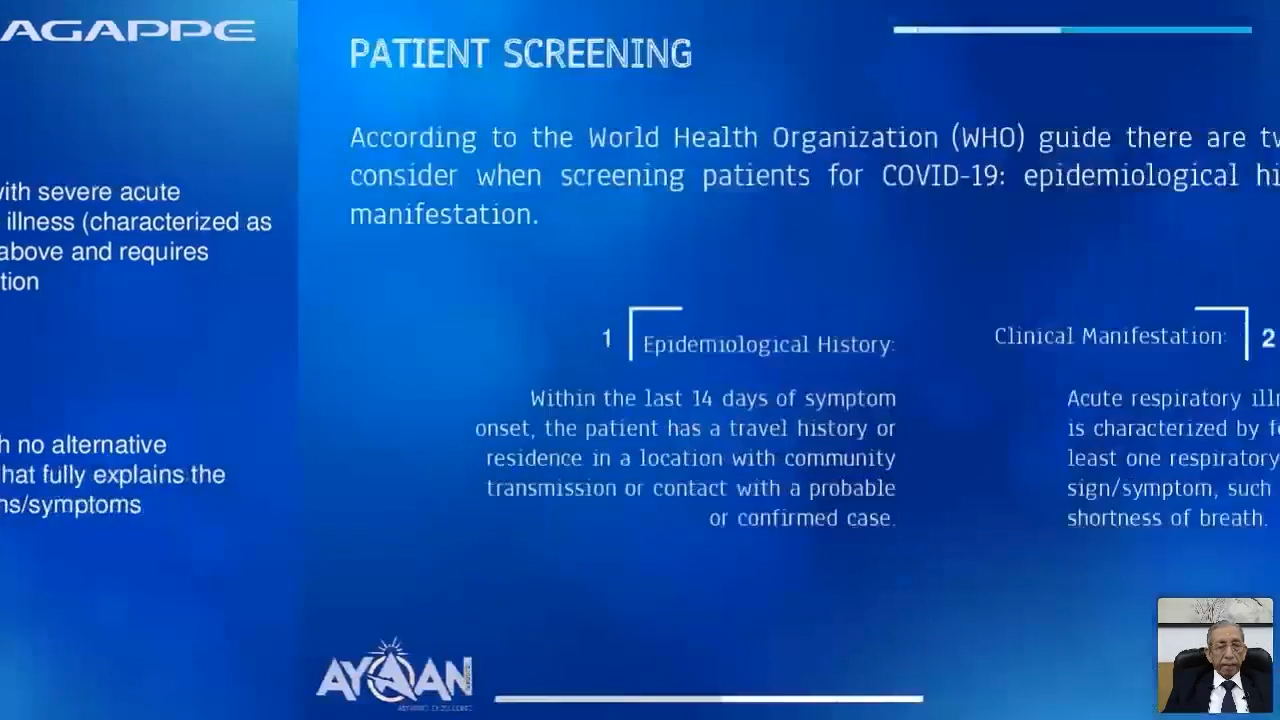 AGAPPE
with severe acute
illness (characterized as
above and requires
tion
h no alternative
hat fully explains the
ns/symptoms
PATIENT SCREENING
According to the World Health Organization (WHO) guide there are tw
consider when screening patients for COVID-19: epidemiological hi
manifestation.
1 Epidemiological History:
Within the last 14 days of symptom
onset, the patient has a travel history or
residence in a location with community
transmission or contact with a probable
or confirmed case.
Clinical Manifestation: 2
Acute respiratory illn
is characterized by fe
least one respiratory
sign/symptom, such
shortness of breath.
AYQAN